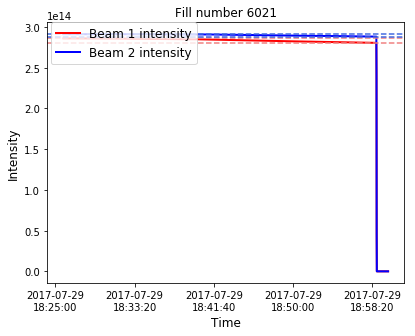 Fill number 6021
1e14
Beam 1 intensity
Beam 2 intensity
3.0
2.5
2.0
1.5
1.0
0.5
0.0
Intensity
2017-07-29 2017-07-29 2017-07-29 2017-07-29 2017-07-29
18:25:00 18:33:20 18:41:40 18:50:00 18:58:20
Time